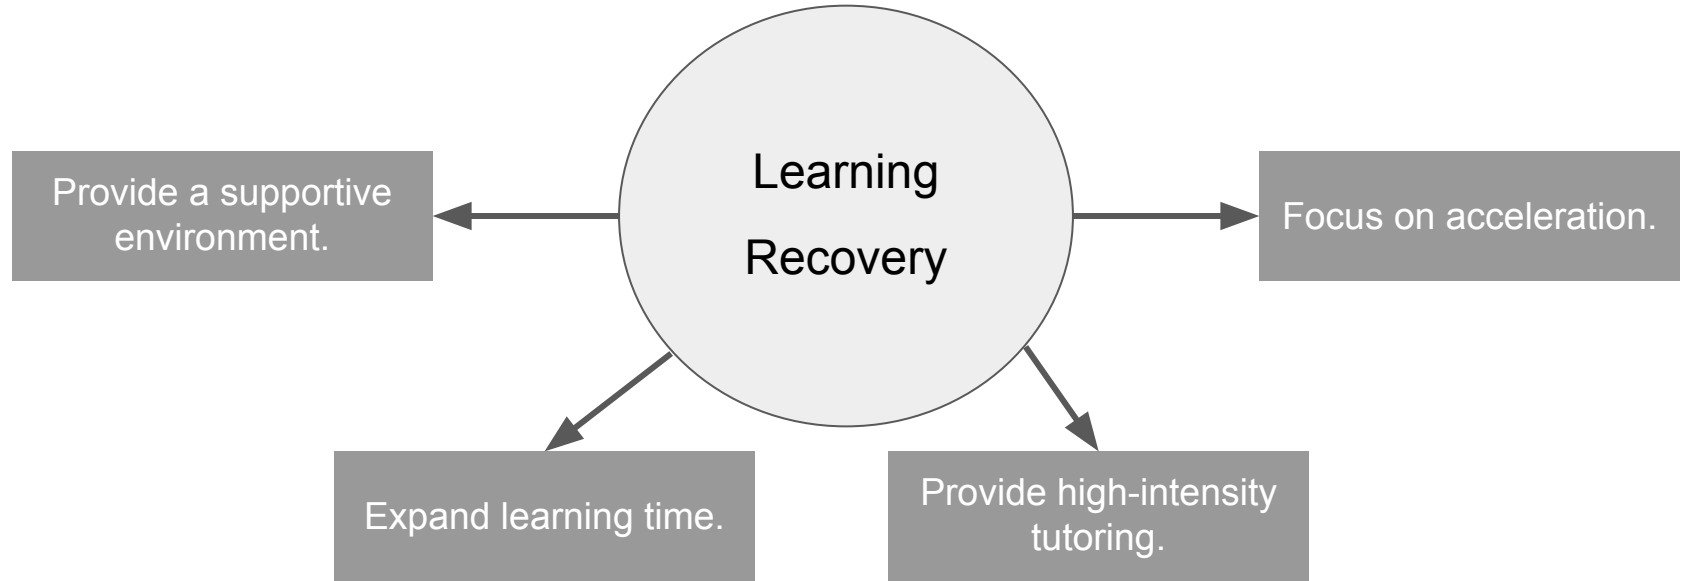 Learning
Recovery
Provide a supportive
environment.
Focus on acceleration.
Expand learning time.
Provide high-intensity
tutoring.